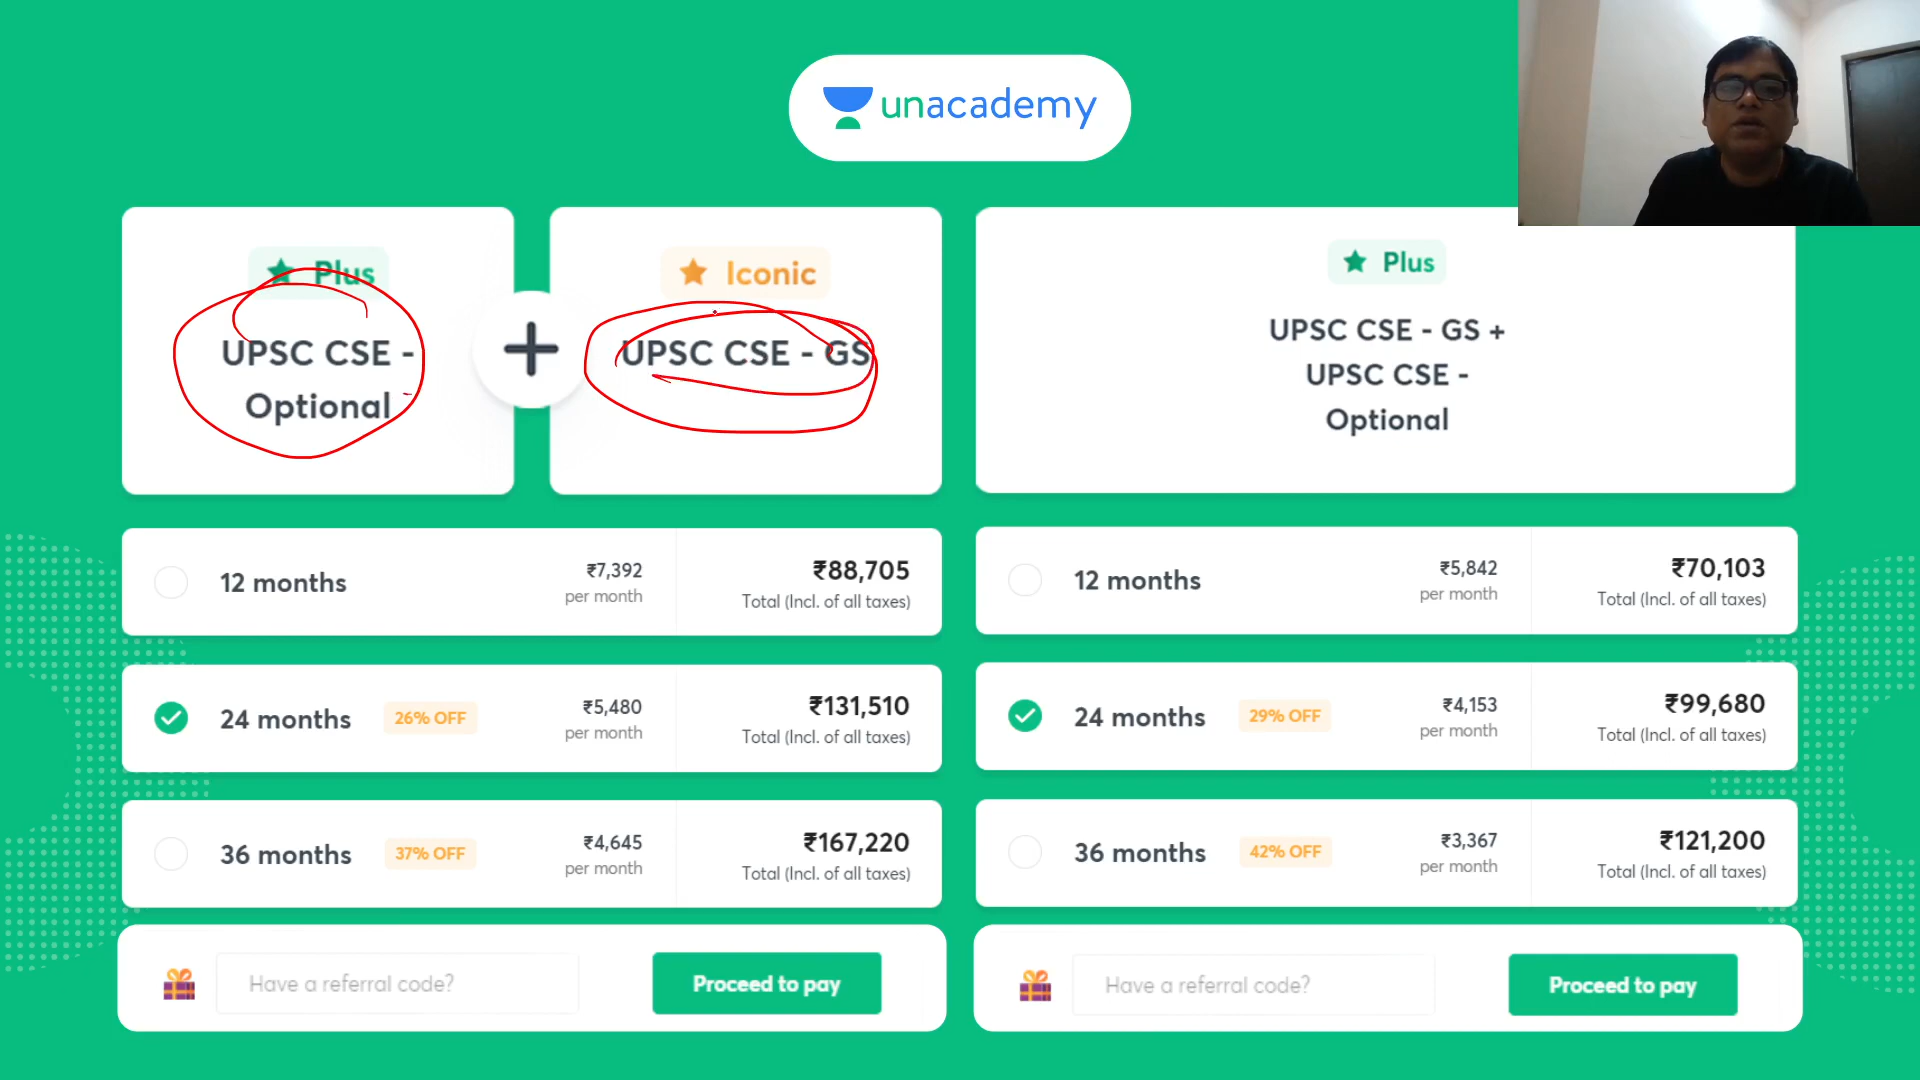 unacademy
Plus
UPSC CSE -
Optional
Iconic
UPSC CSE - GS
Plus
UPSC CSE - GS +
UPSC CSE -
Optional
12 months ₹7,392 per month ₹88,705 Total (Incl. of all taxes)
24 months 26% OFF ₹5,480 per month ₹131,510 Total (Incl. of all taxes)
36 months 37% OFF ₹4,645 per month ₹167,220 Total (Incl. of all taxes)
Have a referral code? Proceed to pay
12 months ₹5,842 per month ₹70,103 Total (Incl. of all taxes)
24 months 29% OFF ₹4,153 per month ₹99,680 Total (Incl. of all taxes)
36 months 42% OFF ₹3,367 per month ₹121,200 Total (Incl. of all taxes)
Have a referral code? Proceed to pay